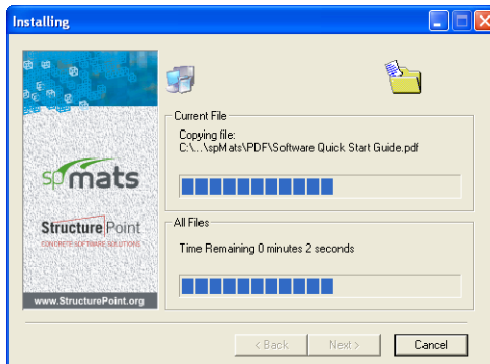 Installing
spmats
StructurePoint
CONCRETE SOFTWARE SOLUTIONS
www.StructurePoint.org
Current File
Copying file:
C:\...\spMats\PDF\Software Quick Start Guide.pdf
All Files
Time Remaining 0 minutes 2 seconds
< Back
Next >
Cancel